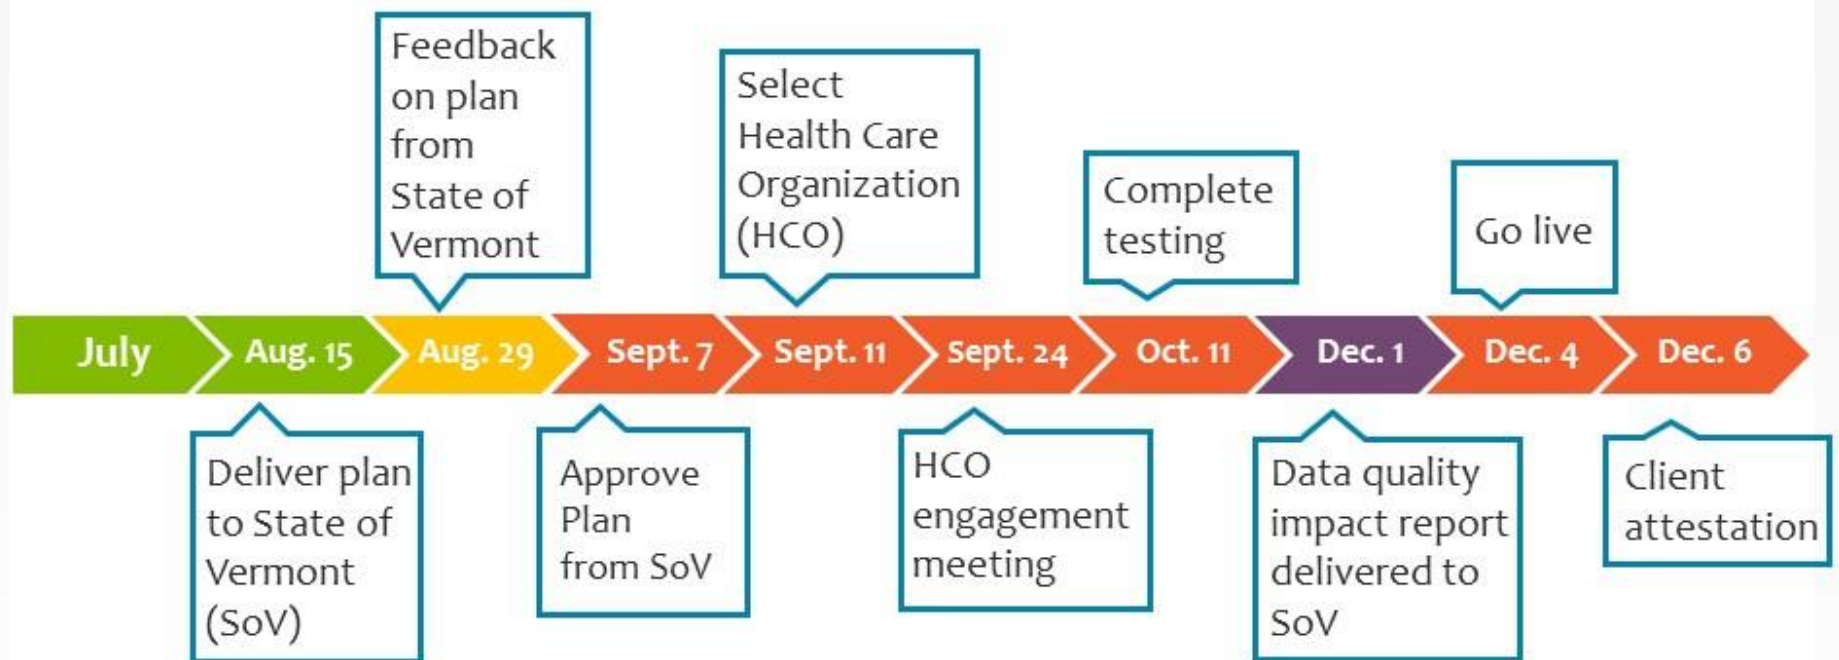 Feedback
on plan
from
State of
Vermont
Select
Health Care
Organization
(HCO)
Complete
testing
Go live
July
Aug. 15
Aug. 29
Sept. 7
Sept. 11
Sept. 24
Oct. 11
Dec. 1
Dec. 4
Dec. 6
Deliver plan
to State of
Vermont
(SoV)
Approve
Plan
from SoV
HCO
engagement
meeting
Data quality
impact report
delivered to
SoV
Client
attestation